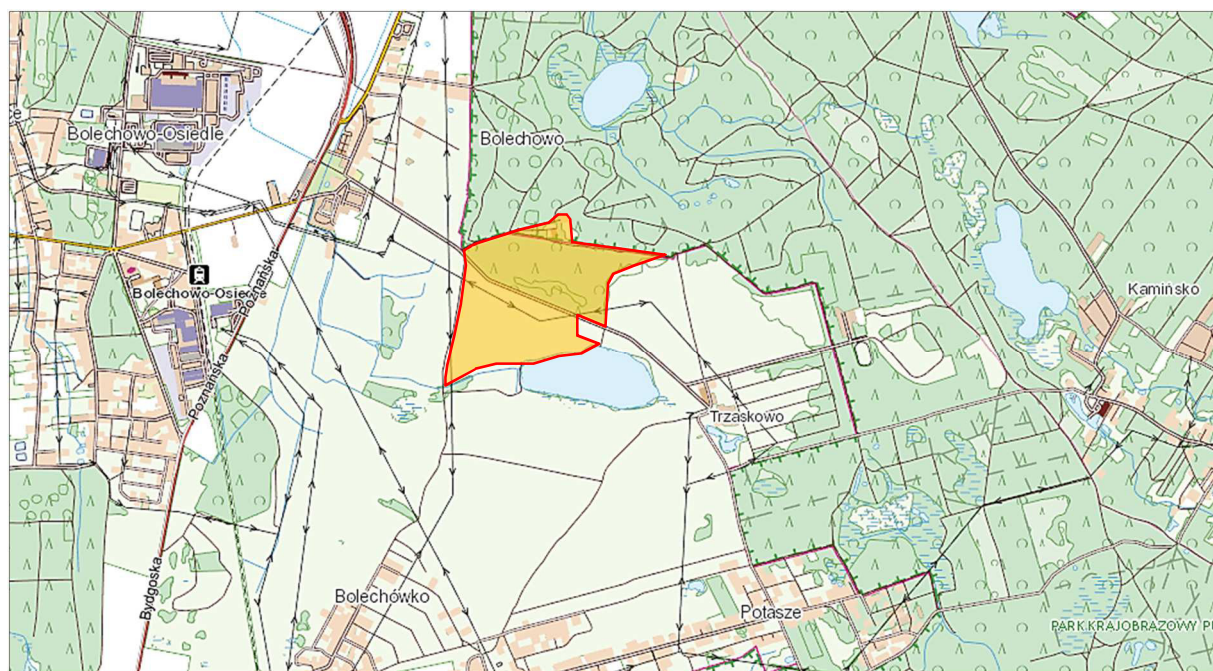 Bolechowo-Osiedle
Bolechowo
Bolechowo-Osiedle
Poznańska
Poznańska
Kamińsko
Trzaskowo
Bydgoska
Bolechówko
Potasze
PARK KRAJOBRAZOWY PU